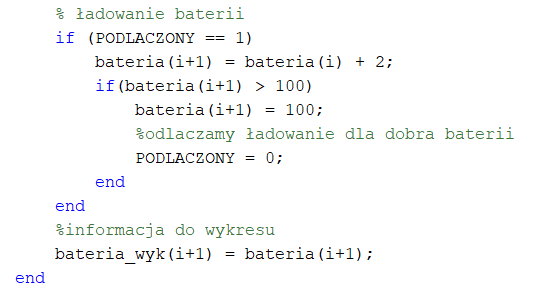 % ładowanie baterii
if (PODLACZONY == 1)
bateria(i+1) = bateria(i) + 2;
if(bateria(i+1) > 100)
bateria(i+1) = 100;
%odlaczamy ładowanie dla dobra baterii
PODLACZONY = 0;
end
end
%informacja do wykresu
bateria_wyk(i+1) = bateria(i+1);
end